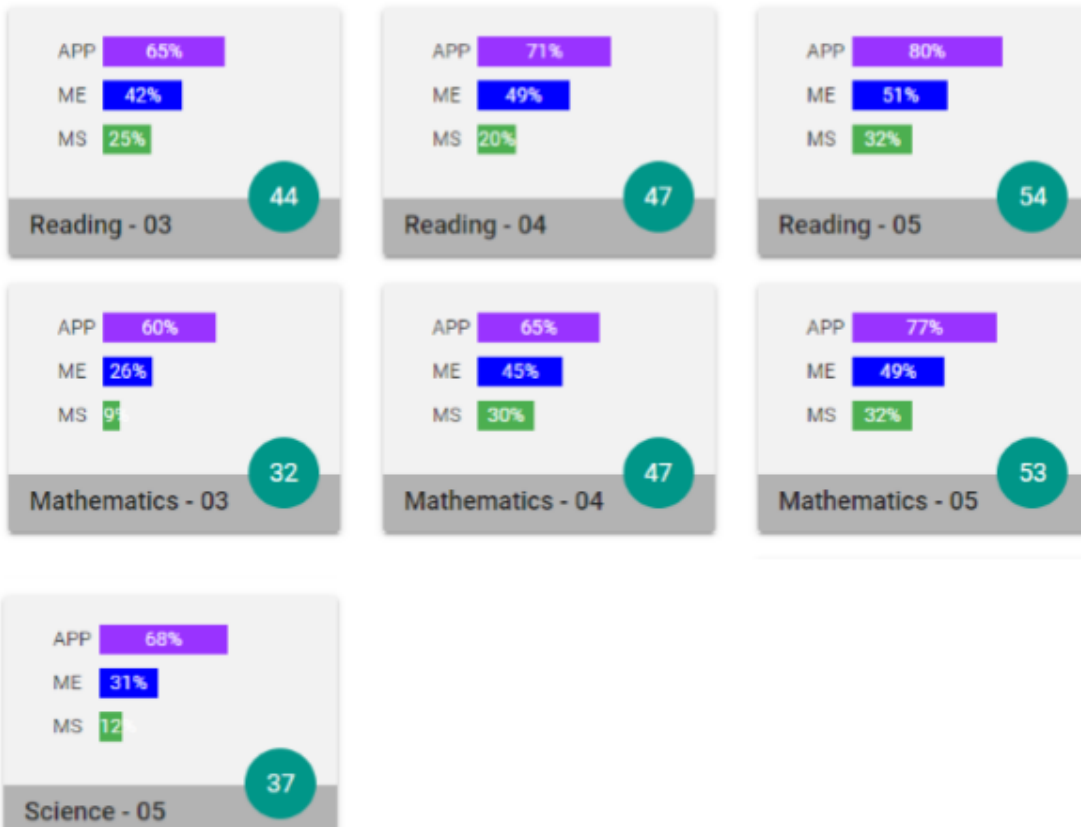 APP 65%
ME 42%
MS 25%
44
Reading - 03
APP 71%
ME 49%
MS 20%
47
Reading - 04
APP 80%
ME 51%
MS 32%
54
Reading - 05
APP 60%
ME 26%
MS 9%
32
Mathematics - 03
APP 65%
ME 45%
MS 30%
47
Mathematics - 04
APP 77%
ME 49%
MS 32%
53
Mathematics - 05
APP 68%
ME 31%
MS 12%
37
Science - 05